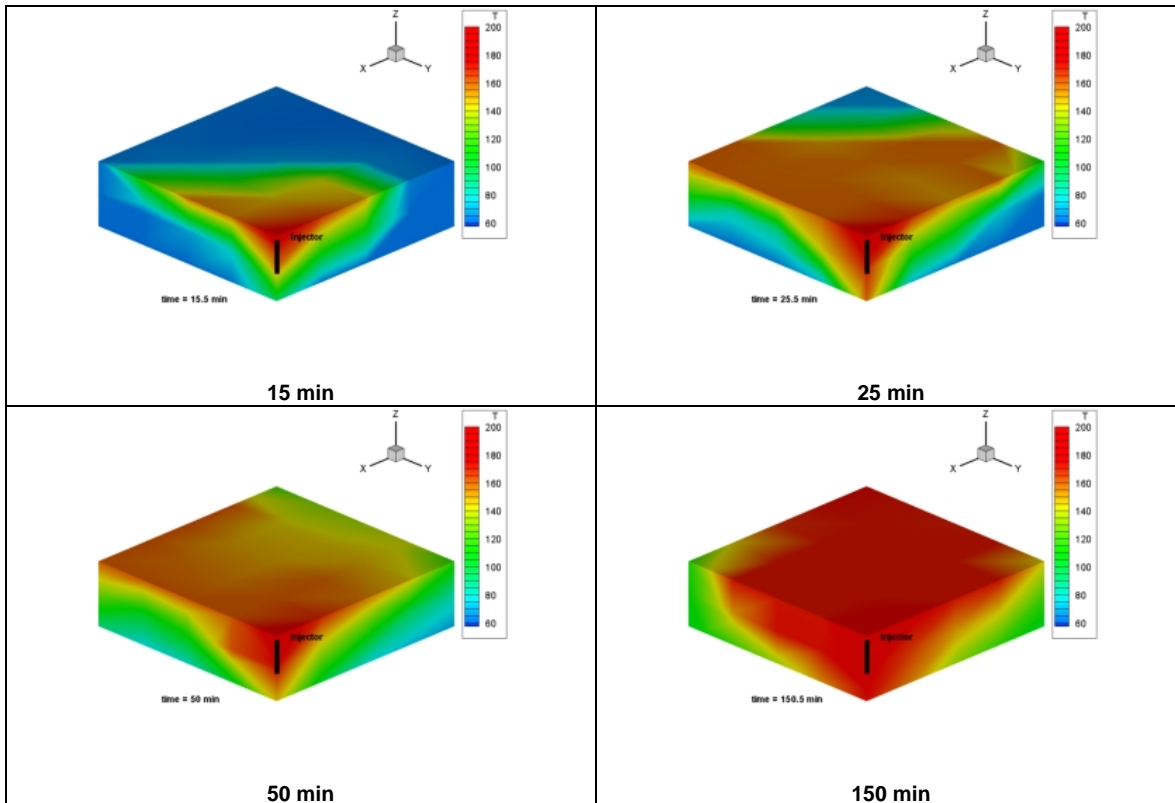 Z
X
Y
T
200
180
160
140
120
100
80
60
Injector
time = 15.5 min
15 min
Z
X
Y
T
200
180
160
140
120
100
80
60
Injector
time = 25.5 min
25 min
Z
X
Y
T
200
180
160
140
120
100
80
60
Injector
time = 50 min
50 min
Z
X
Y
T
200
180
160
140
120
100
80
60
Injector
time = 150.5 min
150 min